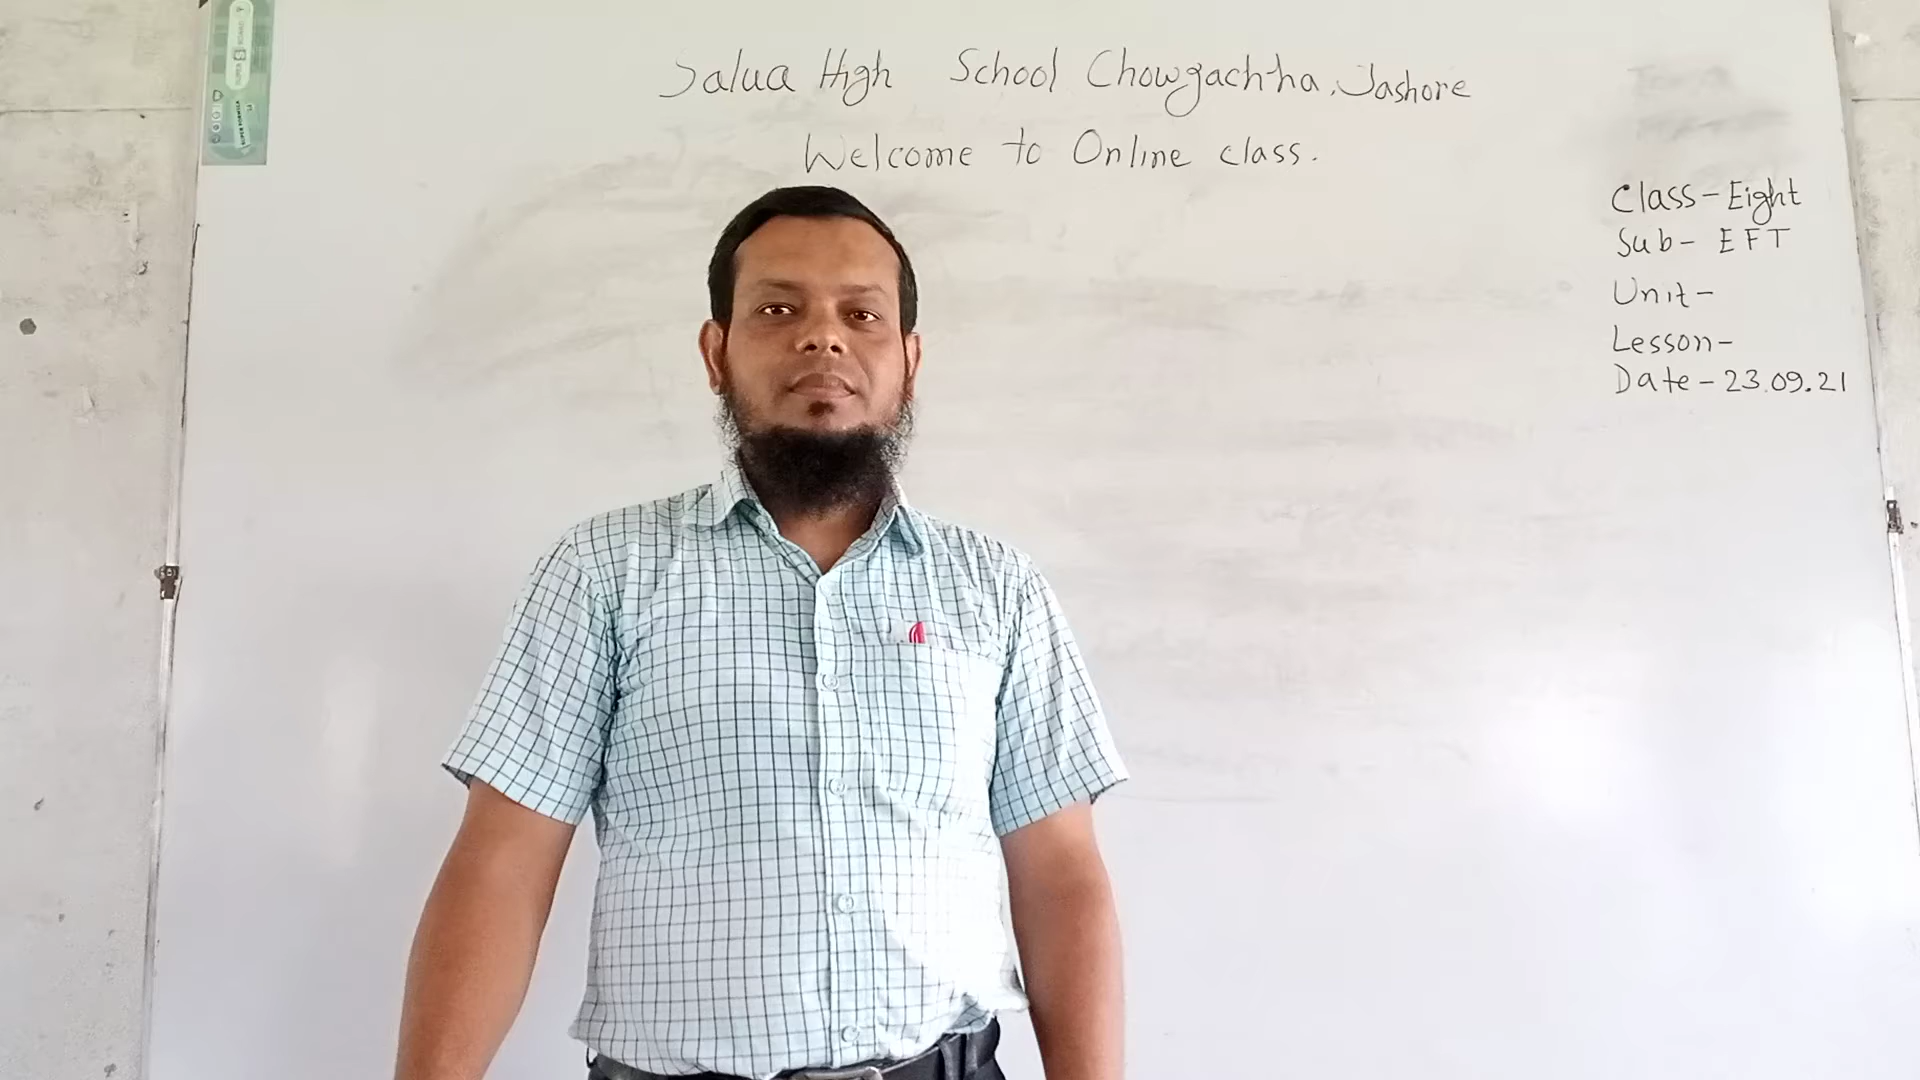 Salua High School Chowgachha, Jashore
Welcome to Online class.
Class-Eight
Sub- EFT
Unit-
Lesson-
Date-23.09.21